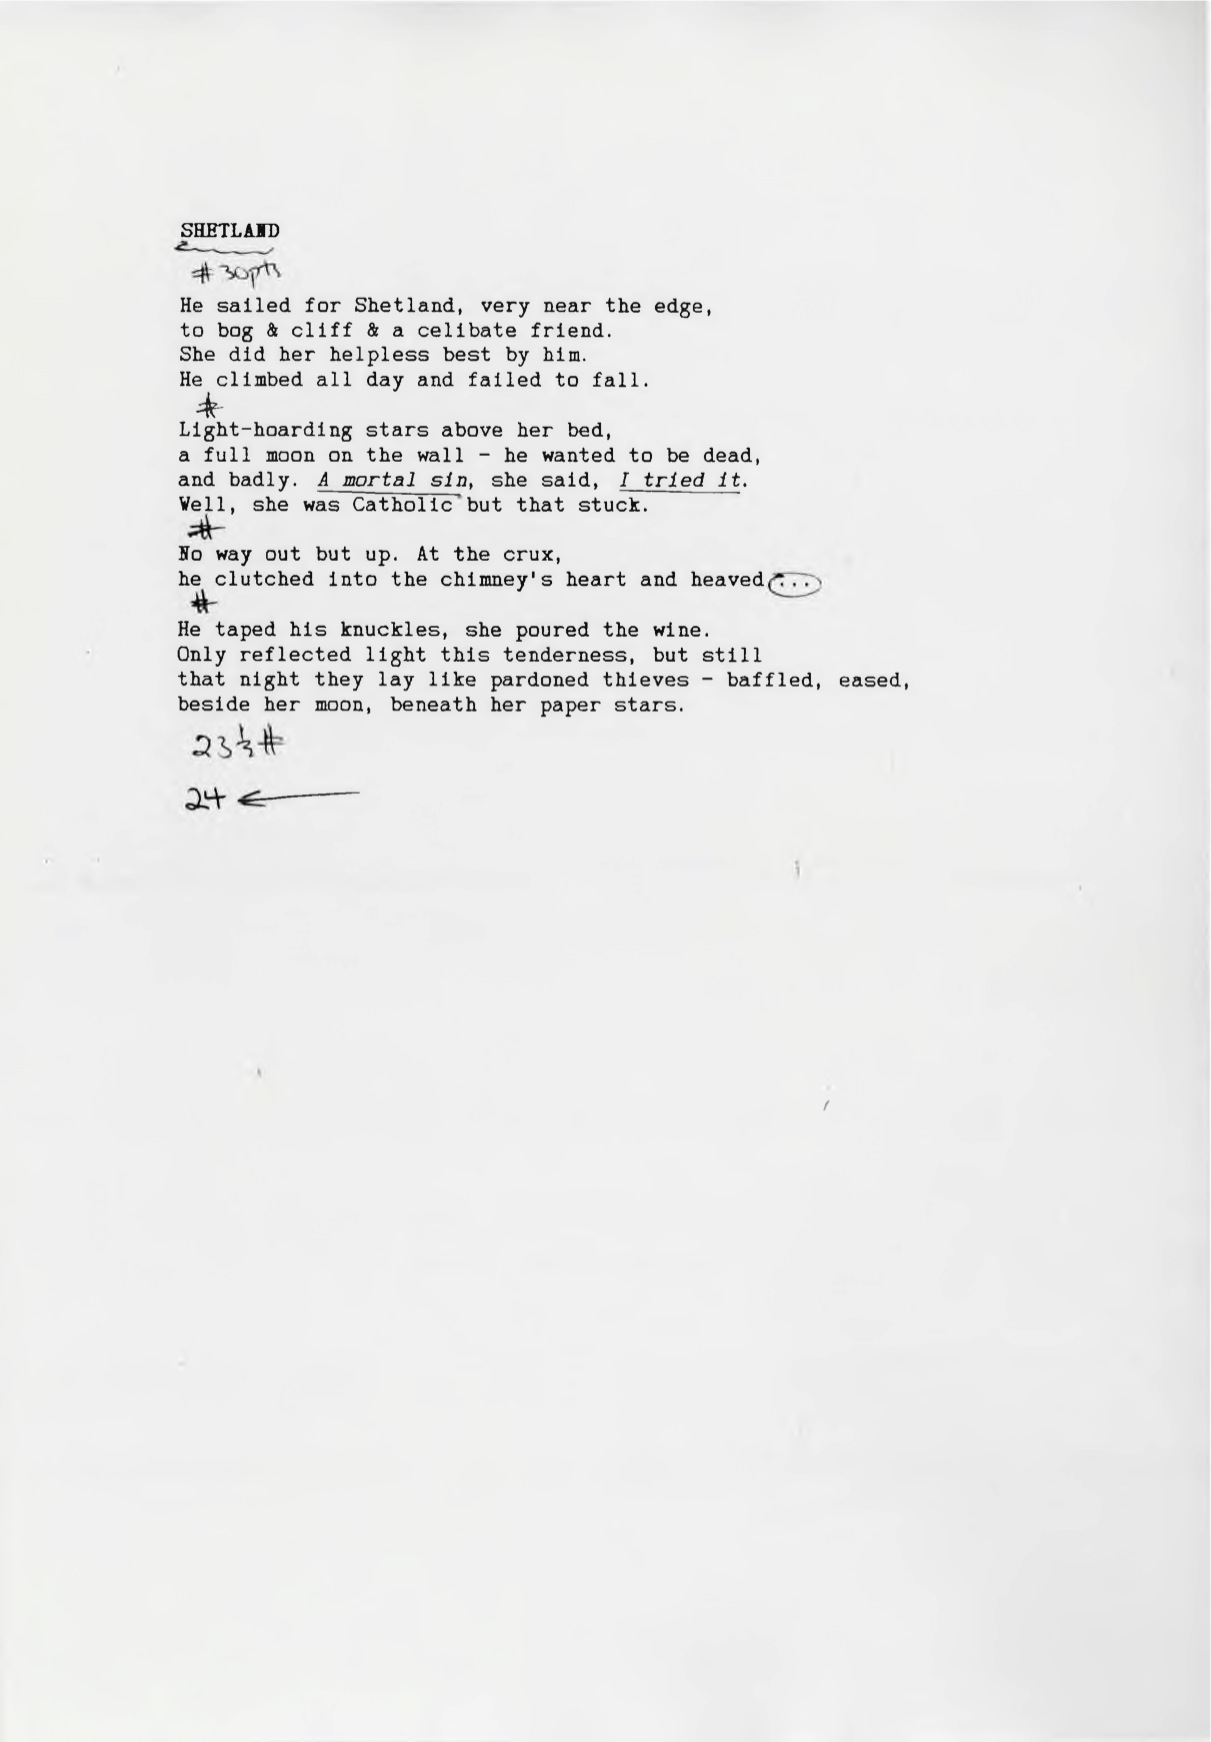 SHETLAND
# 30pts
He sailed for Shetland, very near the edge,
to bog & cliff & a celibate friend.
She did her helpless best by him.
He climbed all day and failed to fall.
#
Light-hoarding stars above her bed,
a full moon on the wall - he wanted to be dead,
and badly. A mortal sin, she said, I tried it.
Well, she was Catholic but that stuck.
#
No way out but up. At the crux,
he clutched into the chimney's heart and heaved...
#
He taped his knuckles, she poured the wine.
Only reflected light this tenderness, but still
that night they lay like pardoned thieves - baffled, eased,
beside her moon, beneath her paper stars.
23⅓ #
24 ←